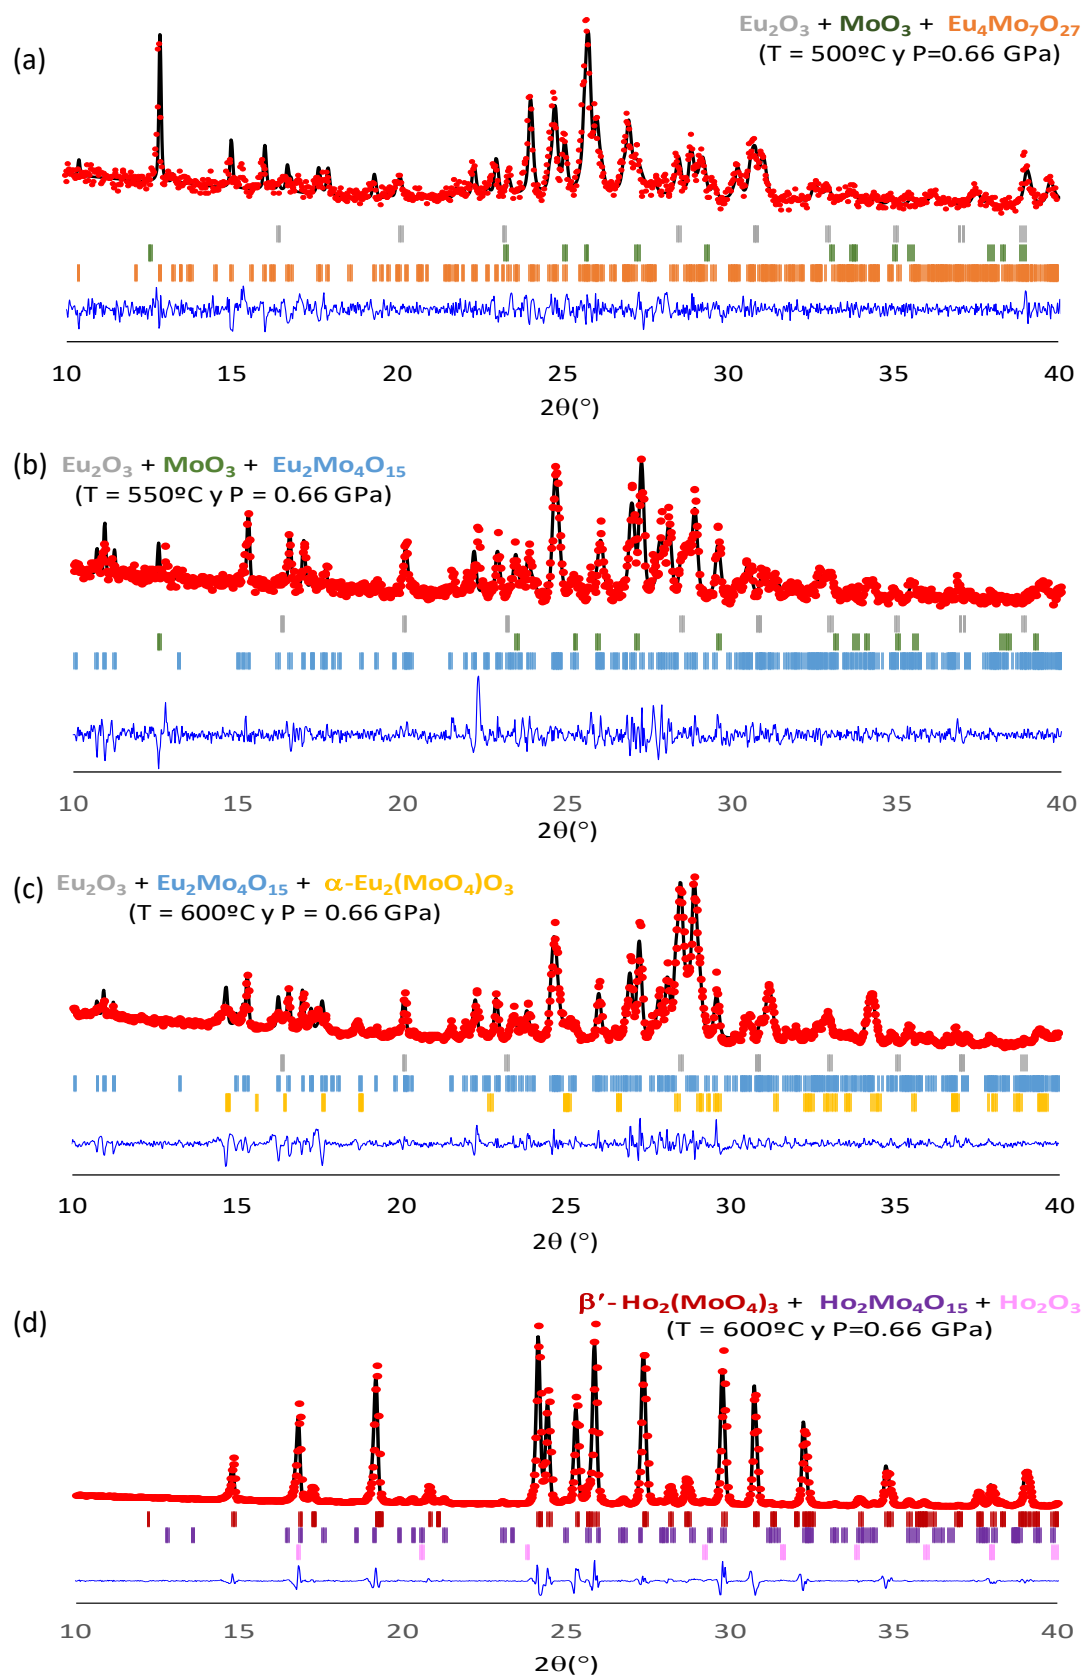 (a)
Eu₂O₃ + MoO₃ + Eu₄Mo₇O₂₇
(T = 500ºC y P=0.66 GPa)
10 15 20 25 30 35 40
2θ(°)
(b)
Eu₂O₃ + MoO₃ + Eu₂Mo₄O₁₅
(T = 550ºC y P = 0.66 GPa)
10 15 20 25 30 35 40
2θ(°)
(c)
Eu₂O₃ + Eu₂Mo₄O₁₅ + α-Eu₂(MoO₄)O₃
(T = 600ºC y P = 0.66 GPa)
10 15 20 25 30 35 40
2θ (°)
(d)
β′-Ho₂(MoO₄)₃ + Ho₂Mo₄O₁₅ + Ho₂O₃
(T = 600ºC y P=0.66 GPa)
10 15 20 25 30 35 40
2θ(°)